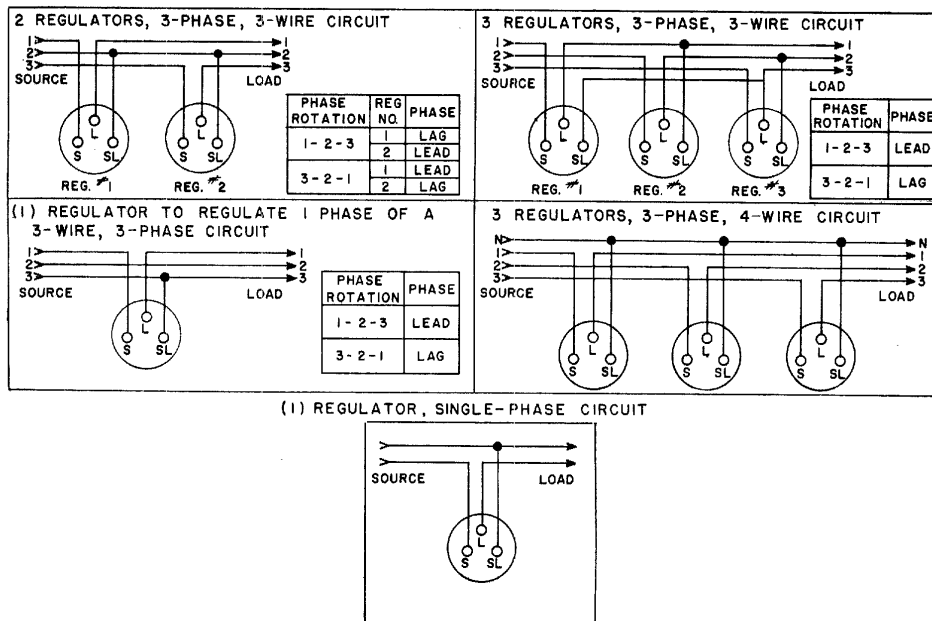 2 REGULATORS, 3-PHASE, 3-WIRE CIRCUIT
1 1
2 2
3 3
SOURCE LOAD
L L
S SL S SL
REG. #1 REG. #2
PHASE ROTATION REG NO. PHASE
1-2-3 1 LAG
2 LEAD
3-2-1 1 LEAD
2 LAG
3 REGULATORS, 3-PHASE, 3-WIRE CIRCUIT
1 1
2 2
3 3
SOURCE LOAD
L L L
S SL S SL S SL
REG. #1 REG. #2 REG. #3
PHASE ROTATION PHASE
1-2-3 LEAD
3-2-1 LAG
(1) REGULATOR TO REGULATE 1 PHASE OF A
3-WIRE, 3-PHASE CIRCUIT
1 1
2 2
3 3
SOURCE LOAD
L
S SL
PHASE ROTATION PHASE
1-2-3 LEAD
3-2-1 LAG
3 REGULATORS, 3-PHASE, 4-WIRE CIRCUIT
N N
1 1
2 2
3 3
SOURCE LOAD
L L L
S SL S SL S SL
(1) REGULATOR, SINGLE-PHASE CIRCUIT
SOURCE LOAD
L
S SL